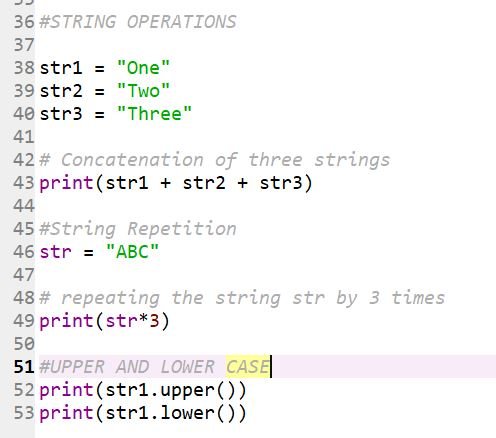 36 #STRING OPERATIONS
37
38 str1 = "One"
39 str2 = "Two"
40 str3 = "Three"
41
42 # Concatenation of three strings
43 print(str1 + str2 + str3)
44
45 #String Repetition
46 str = "ABC"
47
48 # repeating the string str by 3 times
49 print(str*3)
50
51 #UPPER AND LOWER CASE
52 print(str1.upper())
53 print(str1.lower())